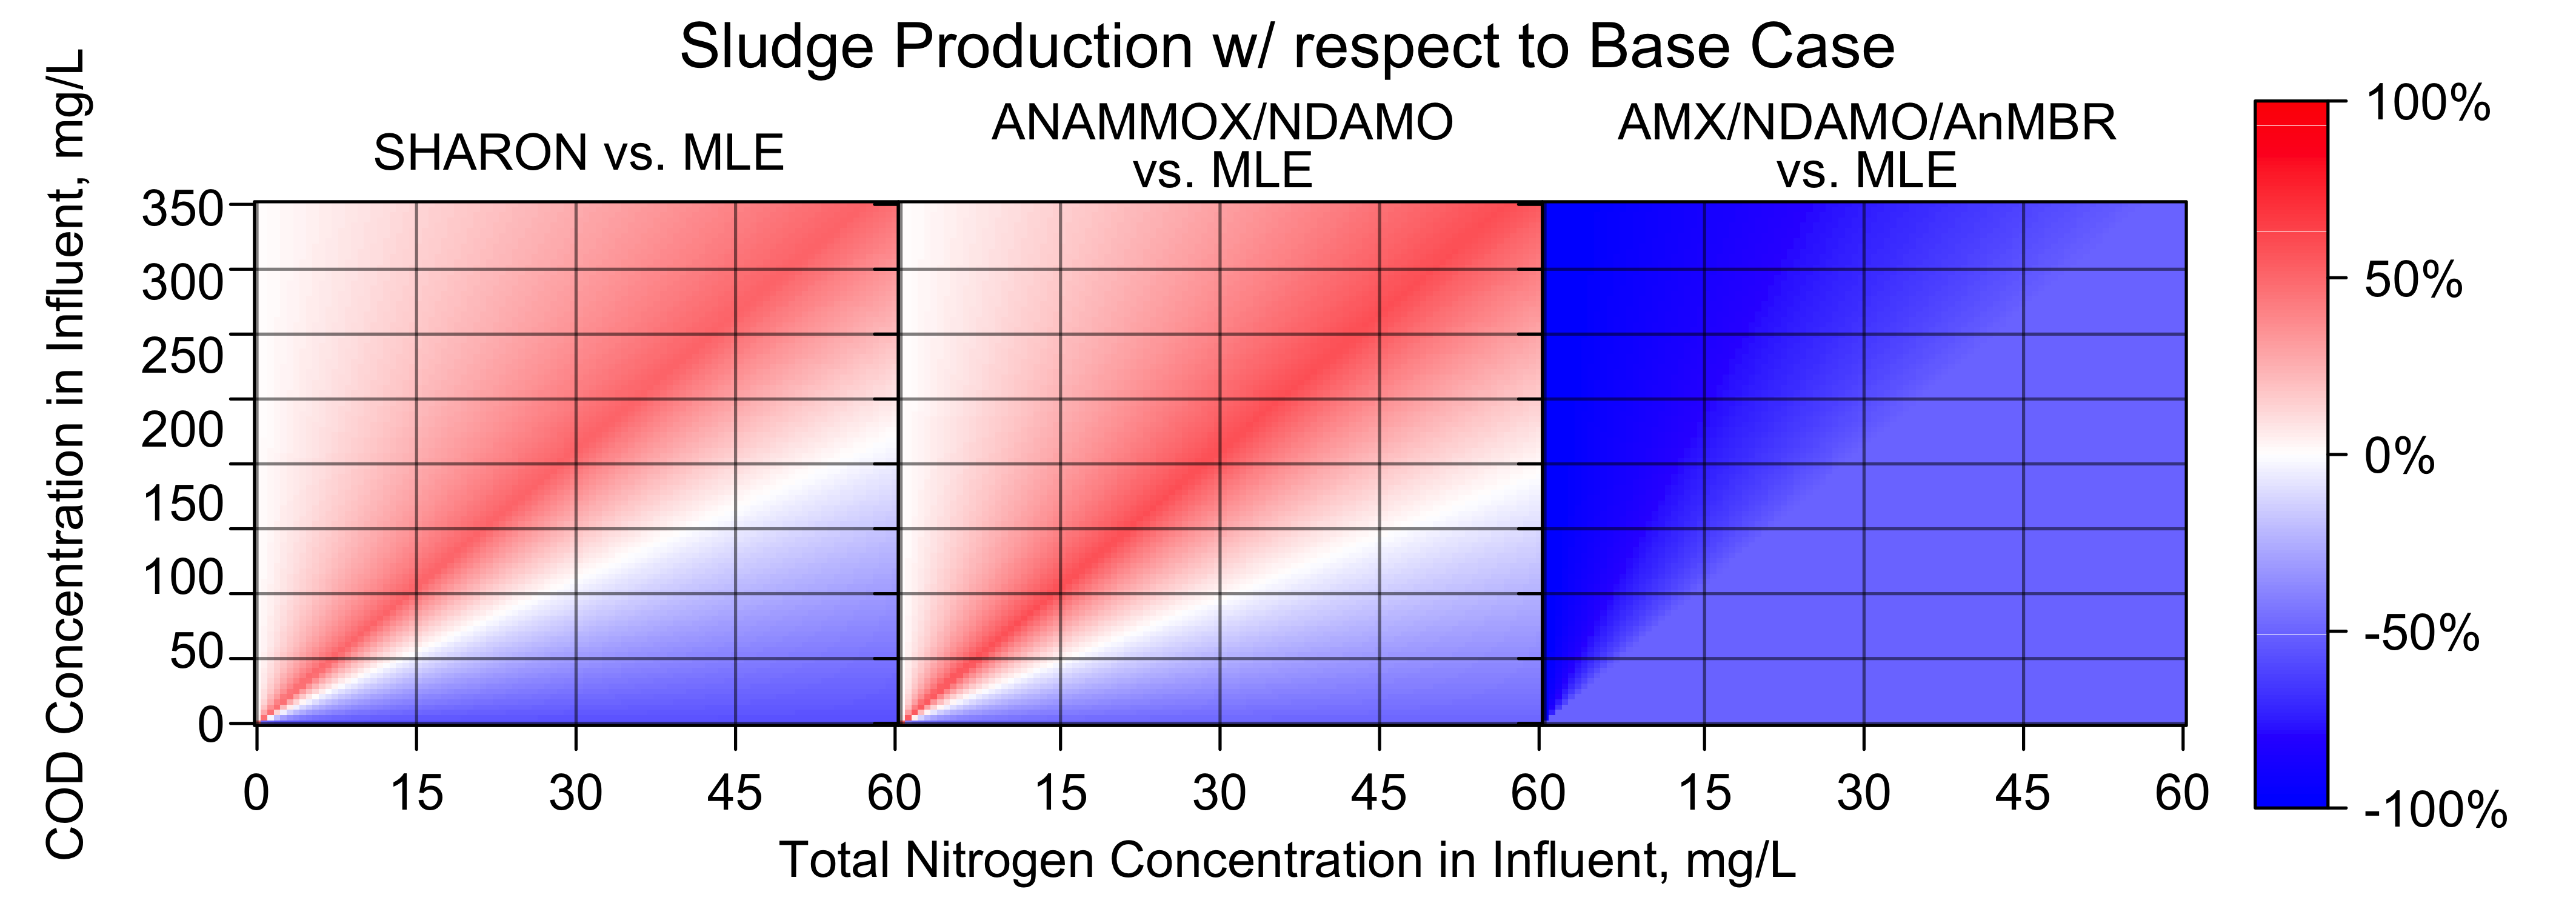 Sludge Production w/ respect to Base Case
SHARON vs. MLE
ANAMMOX/NDAMO
vs. MLE
AMX/NDAMO/AnMBR
vs. MLE
COD Concentration in Influent, mg/L
350
300
250
200
150
100
50
0
0 15 30 45 60 15 30 45 60 15 30 45 60
Total Nitrogen Concentration in Influent, mg/L
100%
50%
0%
-50%
-100%